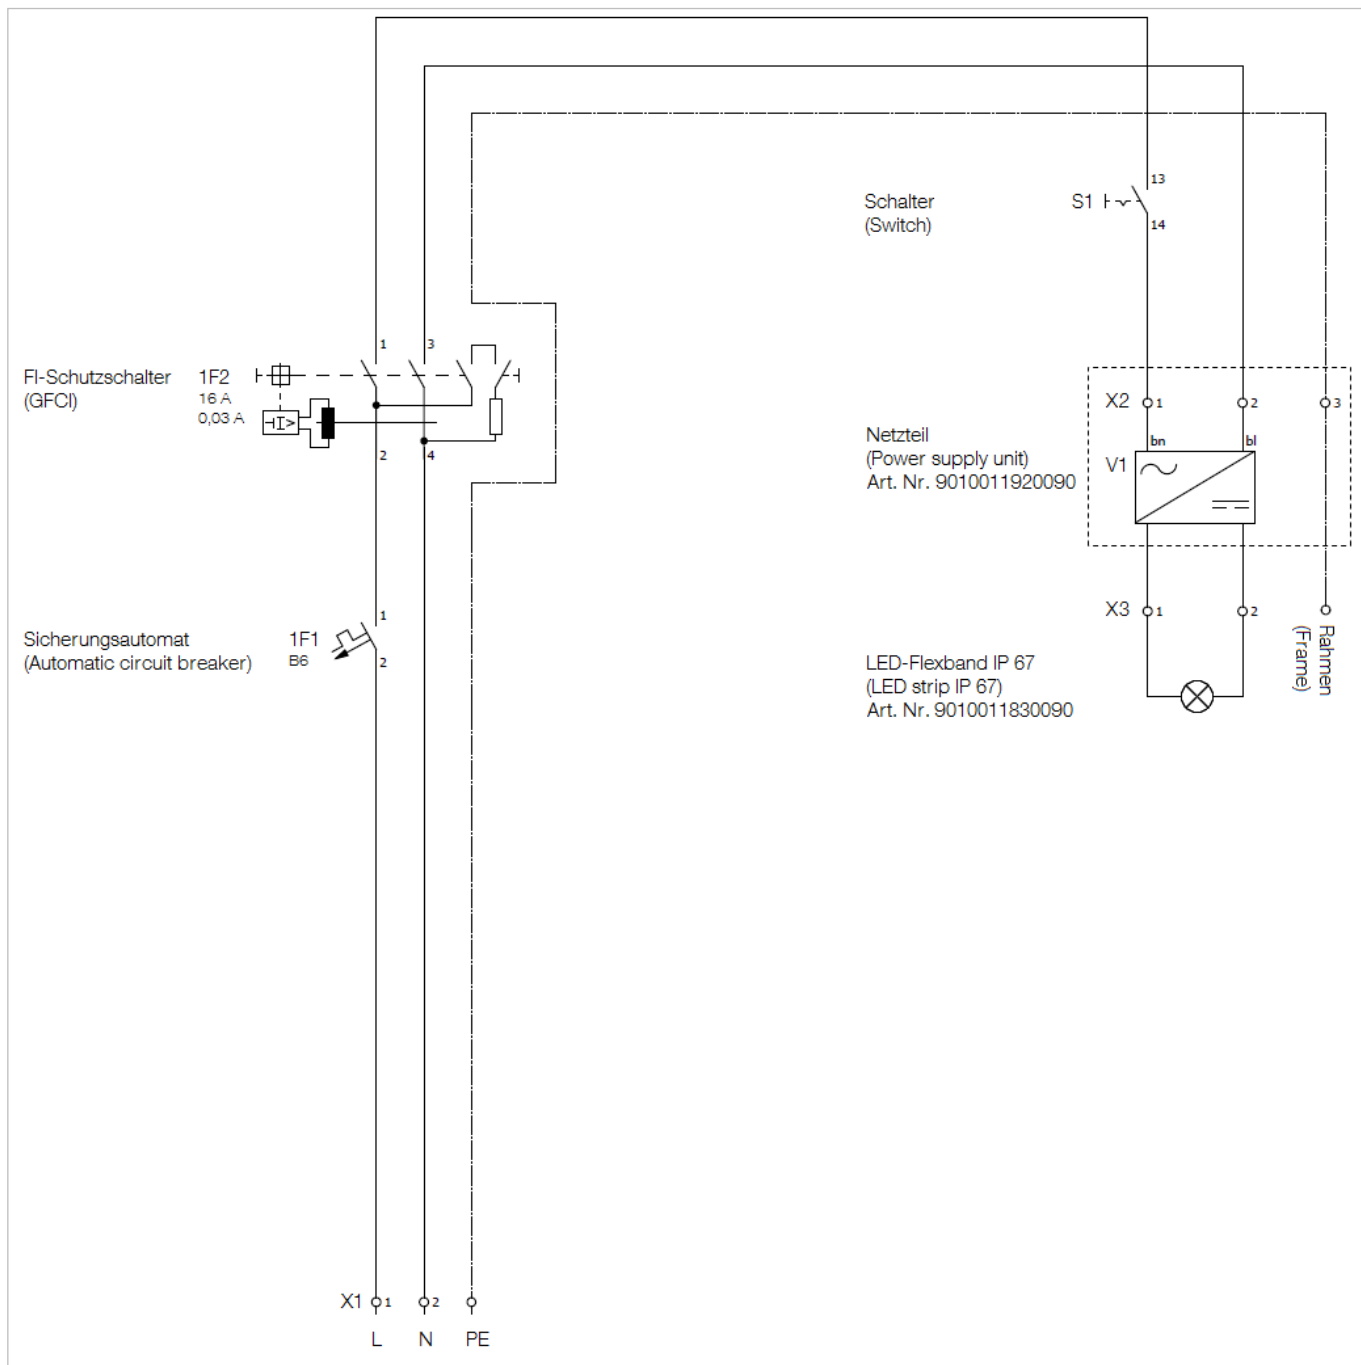 13
Schalter
(Switch)
S1
14
1
3
FI-Schutzschalter
(GFCI)
1F2
16 A
0,03 A
I>
2
4
X2
1
2
3
bn
bl
Netzteil
(Power supply unit)
Art. Nr. 9010011920090
V1
1
Sicherungsautomat
(Automatic circuit breaker)
1F1
B6
2
X3
1
2
Rahmen
(Frame)
LED-Flexband IP 67
(LED strip IP 67)
Art. Nr. 9010011830090
X1
1
2
L
N
PE